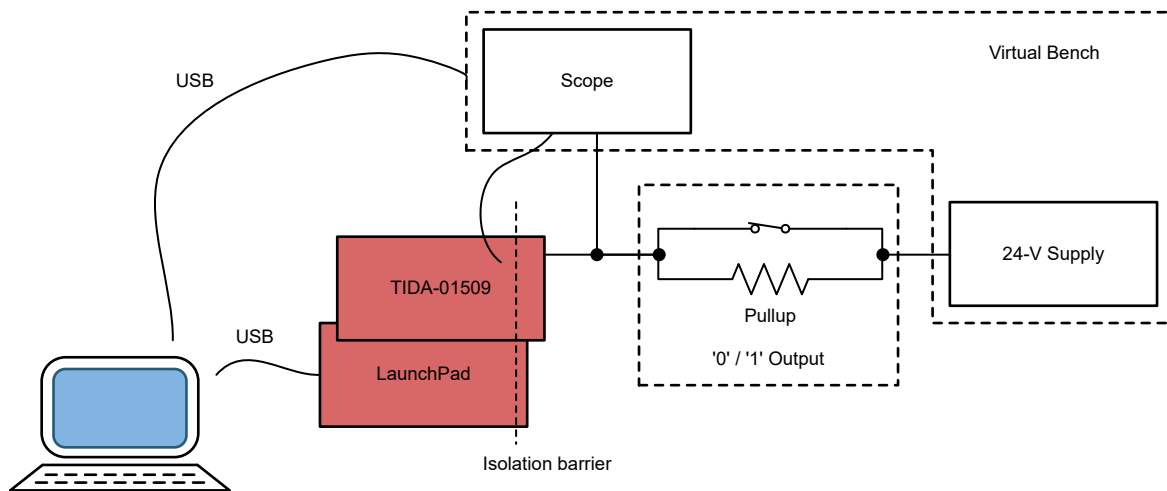 Virtual Bench
Scope
USB
24-V Supply
TIDA-01509
Pullup
USB
'0' / '1' Output
LaunchPad
Isolation barrier